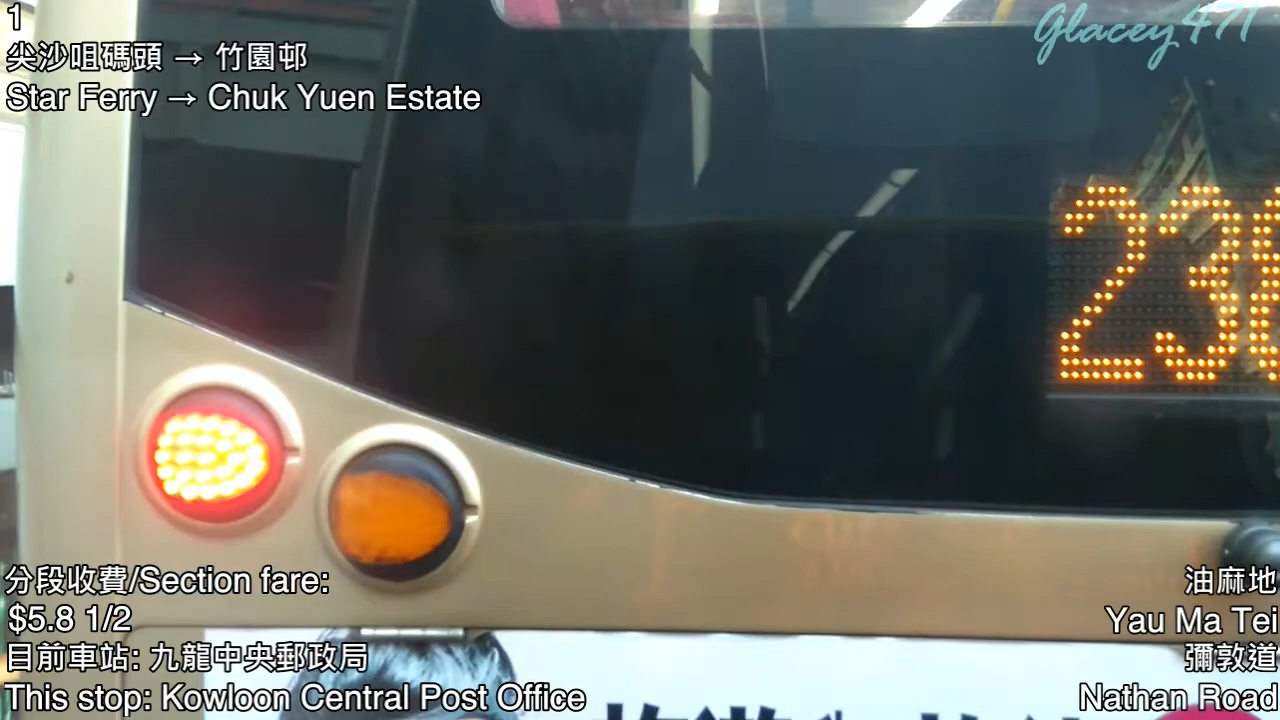 1
尖沙咀碼頭 → 竹園邨
Star Ferry → Chuk Yuen Estate
Glacey471
分段收費/Section fare:
$5.8 1/2
目前車站: 九龍中央郵政局
This stop: Kowloon Central Post Office
油麻地
Yau Ma Tei
彌敦道
Nathan Road